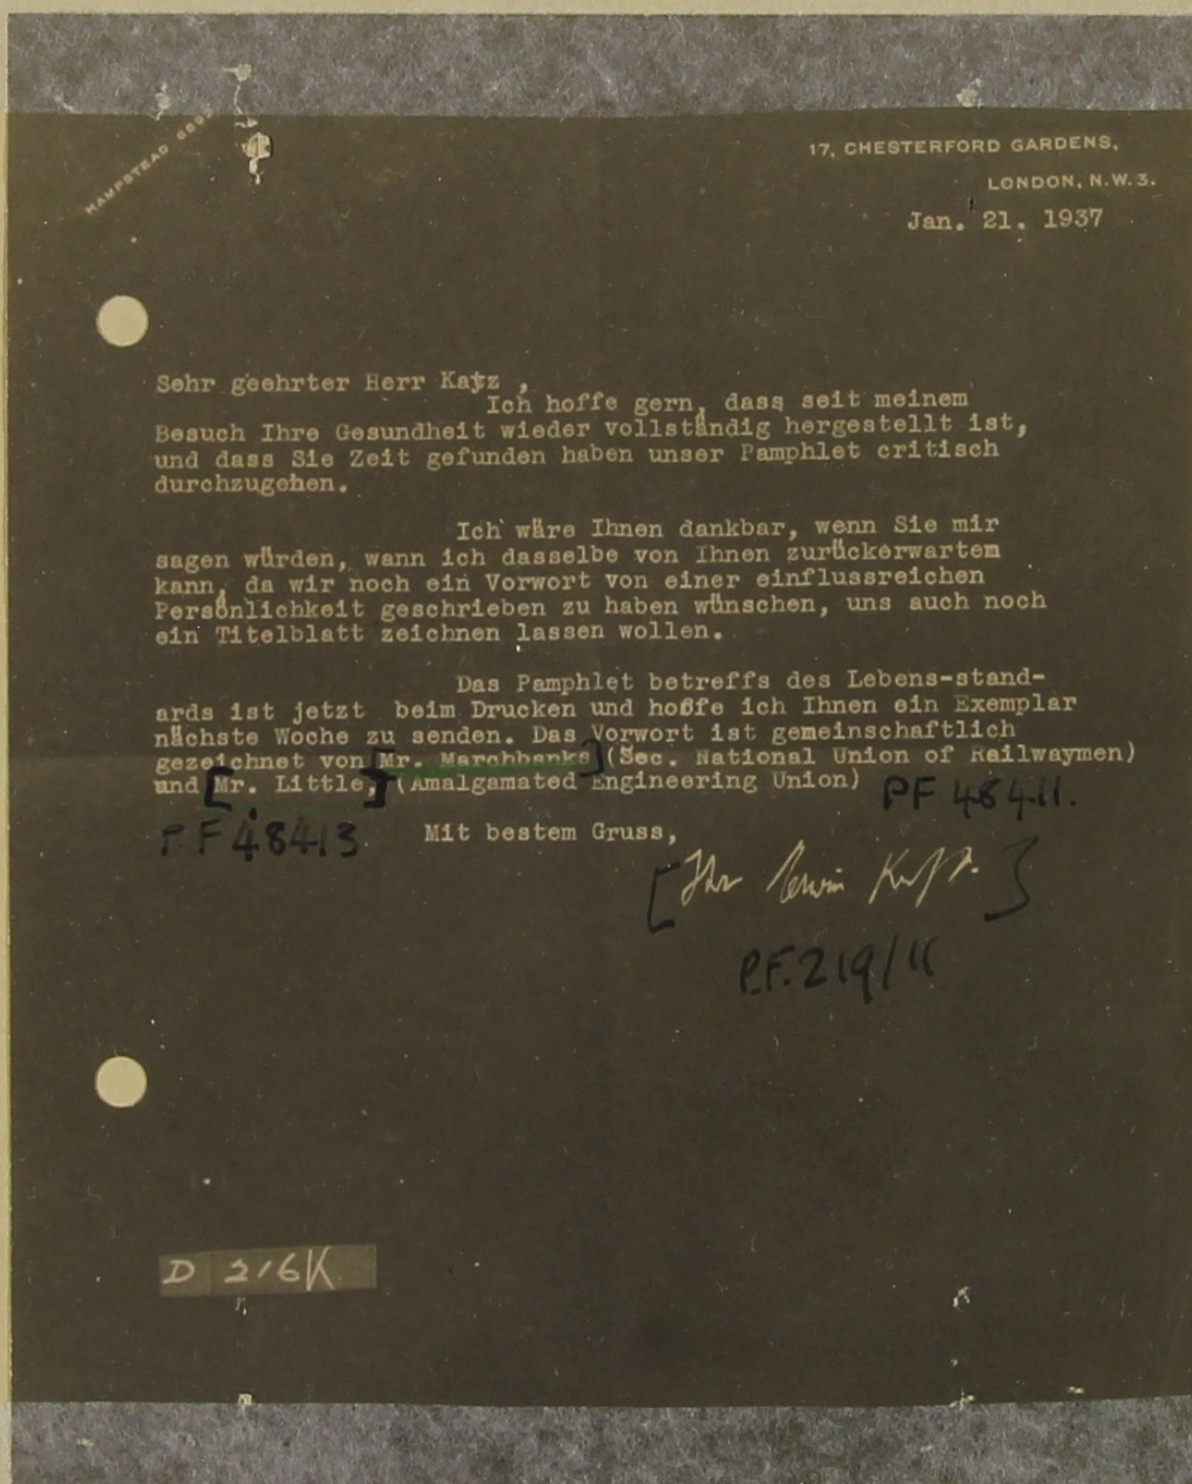 HAMPSTEAD
17, CHESTERFORD GARDENS,
LONDON, N.W.3.
Jan. 21. 1937
Sehr geehrter Herr Katz ,
Ich hoffe gern, dass seit meinem
Besuch Ihre Gesundheit wieder vollständig hergestellt ist,
und dass Sie Zeit gefunden haben unser Pamphlet critisch
durchzugehen.
Ich wäre Ihnen dankbar, wenn Sie mir
sagen würden, wann ich dasselbe von Ihnen zurückerwartem
kann, da wir noch ein Vorwort von einer einflussreichen
Persönlichkeit geschrieben zu haben wünschen, uns auch noch
ein Titelblatt zeichnen lassen wollen.
Das Pamphlet betreffs des Lebens-stand-
ards ist jetzt beim Drucken und hoffe ich Ihnen ein Exemplar
nächste Woche zu senden. Das Vorwort ist gemeinschaftlich
gezeichnet von [Mr. Marchbanks] (Sec. National Union of Railwaymen)
und [Mr. Little,] (Amalgamated Engineering Union)
PF 48411.
PF 48413
Mit bestem Gruss,
[Ihr
]
P.F. 219/11
D 216K